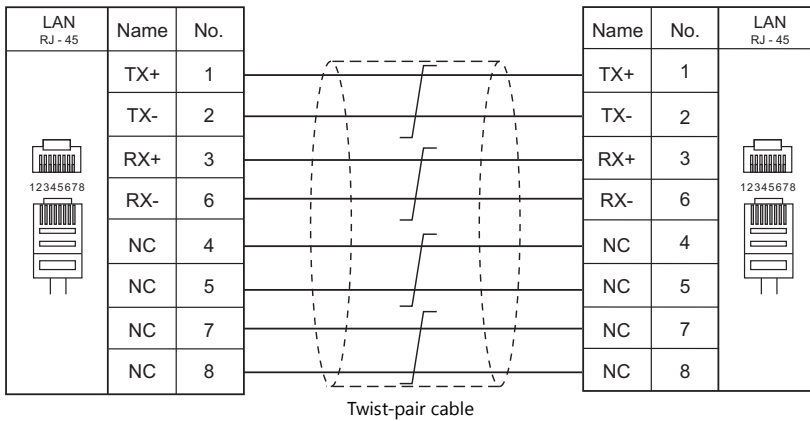 LAN Name No. Name No. LAN
RJ - 45 RJ - 45
TX+ 1 TX+ 1
TX- 2 TX- 2
RX+ 3 RX+ 3
12345678 12345678
RX- 6 RX- 6
NC 4 NC 4
NC 5 NC 5
NC 7 NC 7
NC 8 NC 8
Twist-pair cable